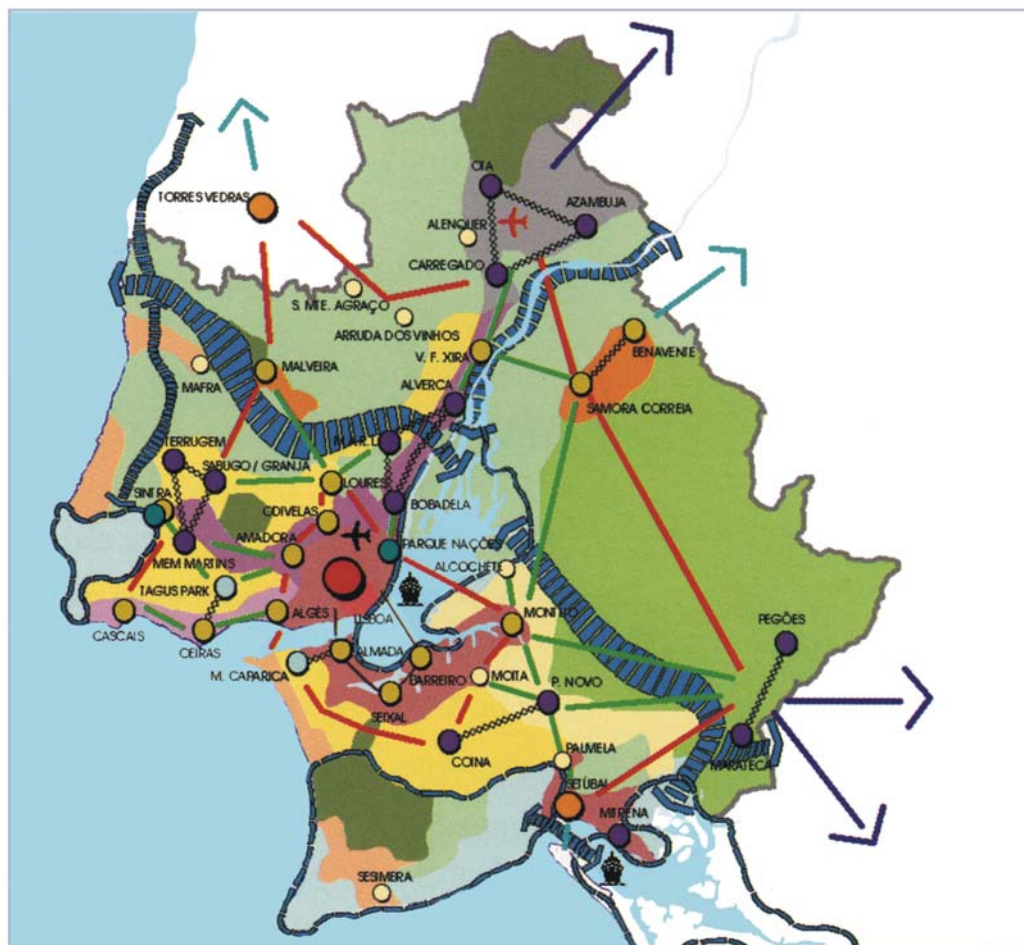 OTA
TORRES VEDRAS
AZAMBUJA
ALENQUER
CARREGADO
S. MTE. AGRAÇO
ARRUDA DOS VINHOS
V. F. XIRA
BENAVENTE
MALVEIRA
MAFRA
ALVERCA
SAMORA CORREIA
TERRUGEM
SABUGO / GRANJA
LOURES
SINTRA
BOBADELA
ODIVELAS
AMADORA
PARQUE NAÇÕES
MEM MARTINS
ALCOCHETE
TAGUS PARK
ALGÉS
LISBOA
MONTIJO
PEGÕES
CASCAIS
OEIRAS
ALMADA
BARREIRO
M. CAPARICA
MOITA
P. NOVO
SEIXAL
COINA
PALMELA
MARATECA
SETÚBAL
MITRENA
SESIMBRA